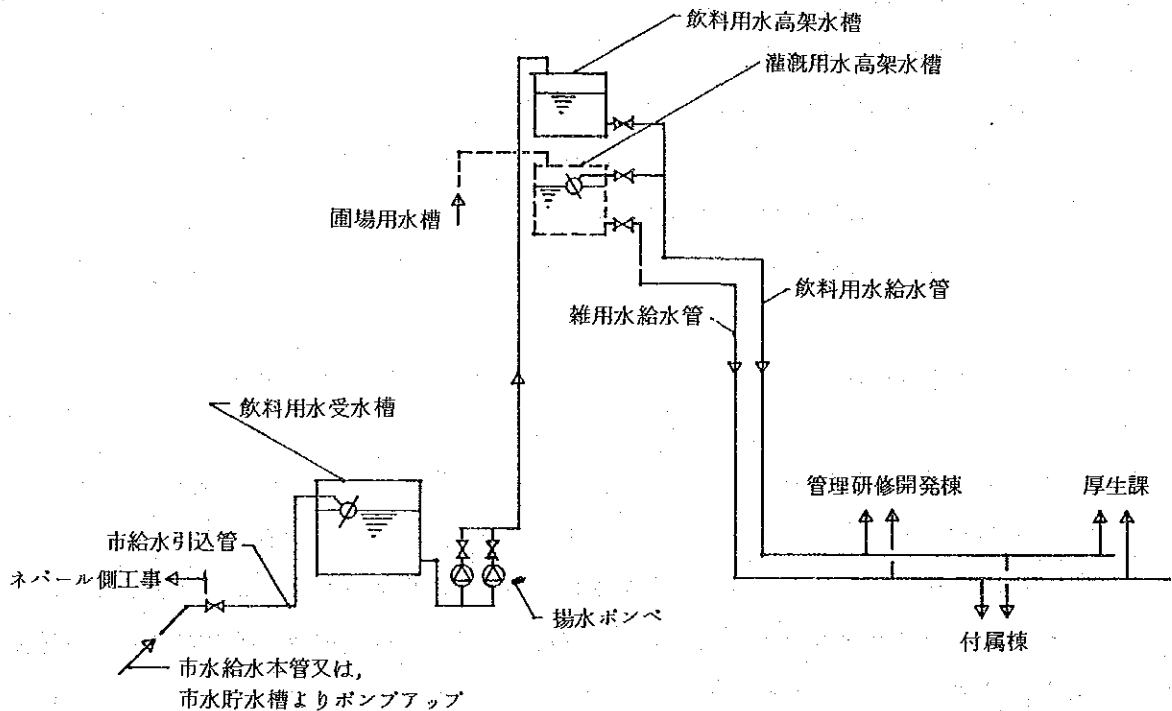 飲料用水高架水槽
灌漑用水高架水槽
圃場用水槽
飲料用水給水管
雑用水給水管
飲料用水受水槽
管理研修開発棟
厚生課
市給水引込管
ネパール側工事
揚水ポンペ
付属棟
市水給水本管又は,
市水貯水槽よりポンプアップ